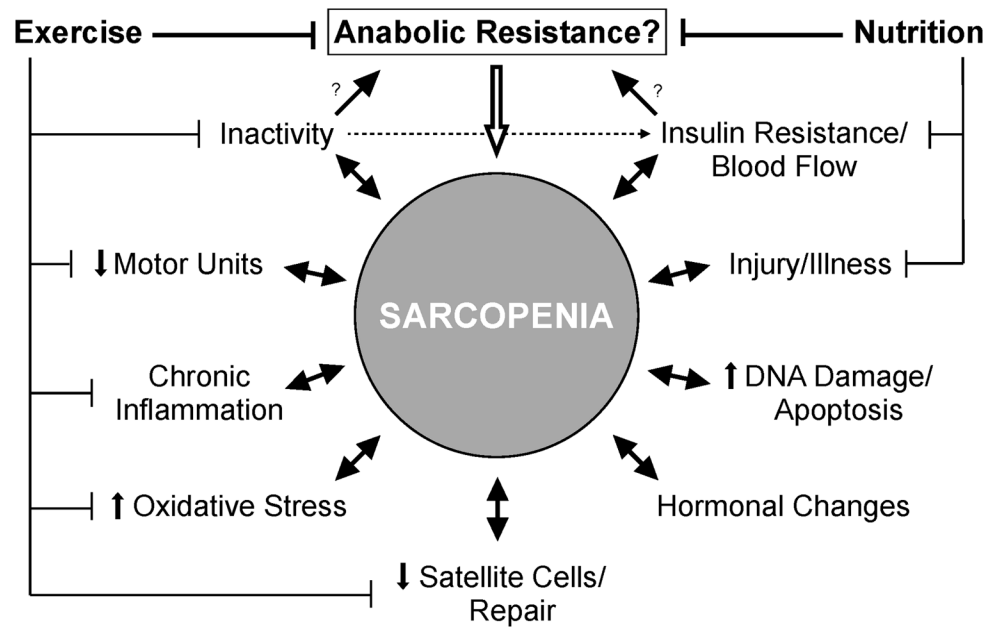 Exercise
Anabolic Resistance?
Nutrition
?
?
Inactivity
Insulin Resistance/
Blood Flow
Motor Units
Injury/Illness
SARCOPENIA
Chronic
Inflammation
DNA Damage/
Apoptosis
Oxidative Stress
Hormonal Changes
Satellite Cells/
Repair